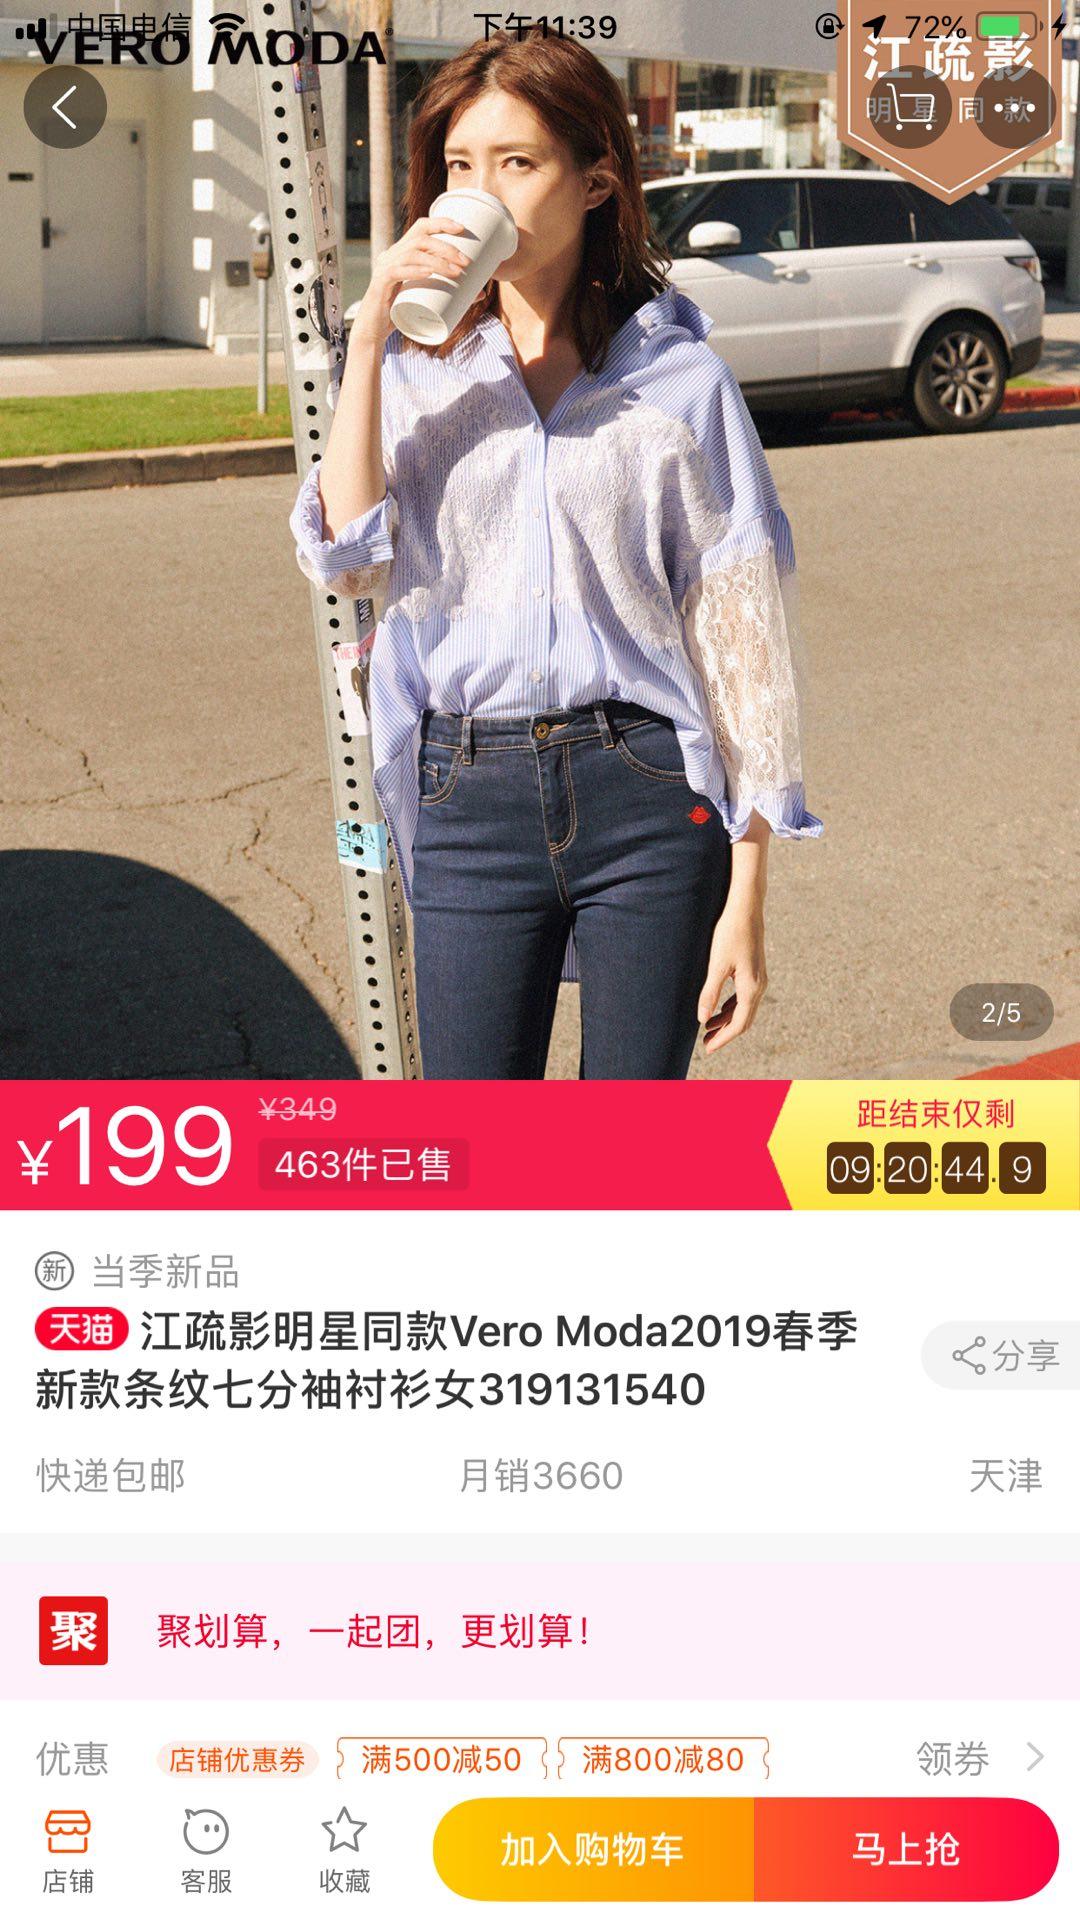 中国电信
下午11:39
72%
VERO MODA
江疏影
明星同款
2/5
¥199
¥349
463件已售
距结束仅剩
09:20:44.9
新 当季新品
天猫 江疏影明星同款Vero Moda2019春季
新款条纹七分袖衬衫女319131540
分享
快递包邮
月销3660
天津
聚 聚划算，一起团，更划算！
优惠
店铺优惠券
满500减50
满800减80
领券
店铺
客服
收藏
加入购物车
马上抢